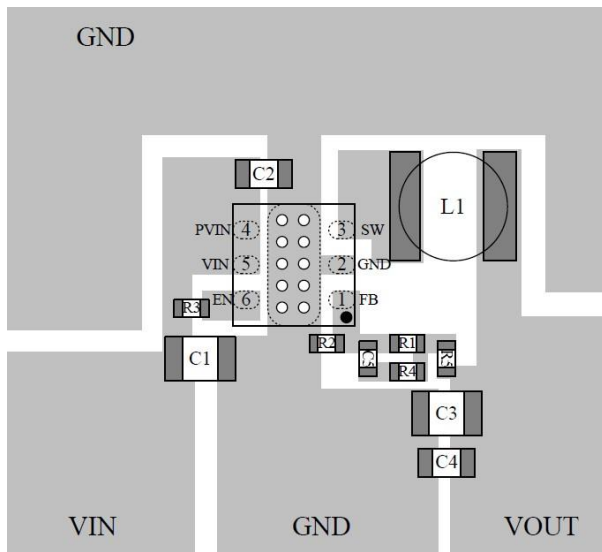 GND
C2
L1
PVIN 4 3 SW
VIN 5 2 GND
EN 6 1 FB
R3
R2 C5 R1 R5
C1
R4
C3
C4
VIN GND VOUT